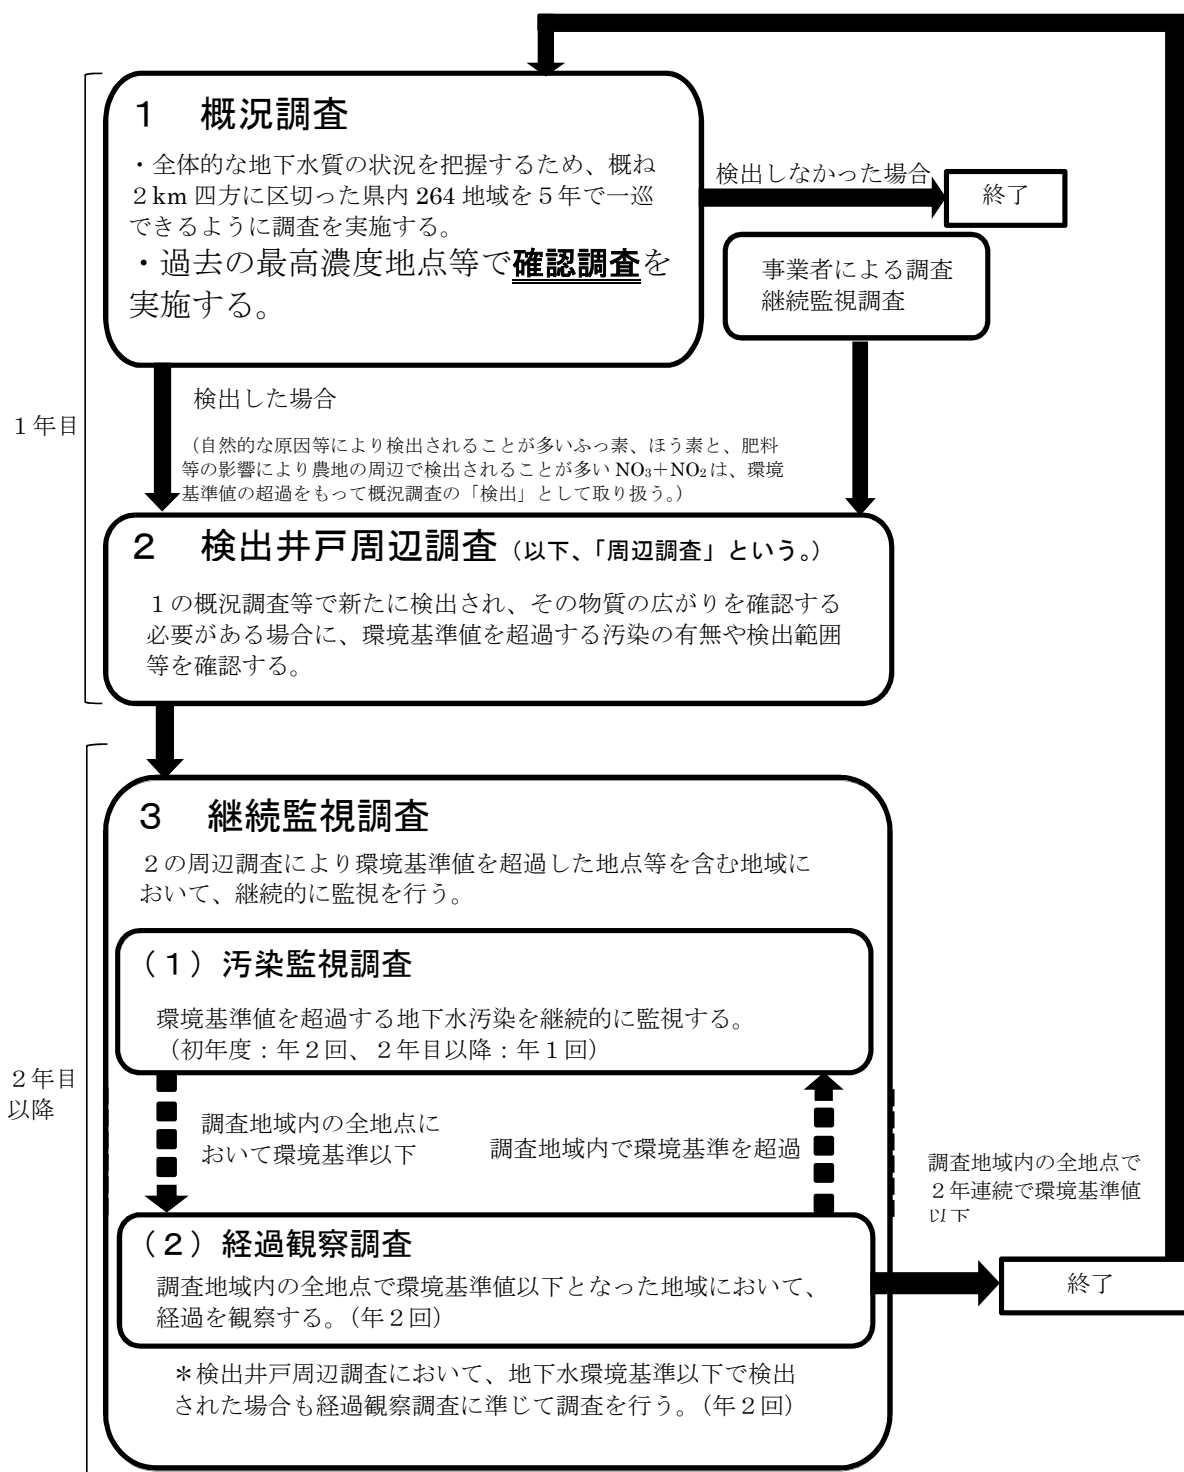 １　概況調査
・全体的な地下水質の状況を把握するため、概ね
２km 四方に区切った県内 264 地域を５年で一巡
できるように調査を実施する。
・過去の最高濃度地点等で確認調査を
実施する。
検出しなかった場合
終了
事業者による調査
継続監視調査
１年目
検出した場合
（自然的な原因等により検出されることが多いふっ素、ほう素と、肥料
等の影響により農地の周辺で検出されることが多い NO₃＋NO₂は、環境
基準値の超過をもって概況調査の「検出」として取り扱う。）
２　検出井戸周辺調査（以下、「周辺調査」という。）
１の概況調査等で新たに検出され、その物質の広がりを確認する
必要がある場合に、環境基準値を超過する汚染の有無や検出範囲
等を確認する。
３　継続監視調査
２の周辺調査により環境基準値を超過した地点等を含む地域に
おいて、継続的に監視を行う。
（１）汚染監視調査
環境基準値を超過する地下水汚染を継続的に監視する。
（初年度：年２回、２年目以降：年１回）
２年目
以降
調査地域内の全地点に
おいて環境基準以下
調査地域内で環境基準を超過
調査地域内の全地点で
２年連続で環境基準値
以下
（２）経過観察調査
調査地域内の全地点で環境基準値以下となった地域において、
経過を観察する。（年２回）
終了
＊検出井戸周辺調査において、地下水環境基準以下で検出
された場合も経過観察調査に準じて調査を行う。（年２回）